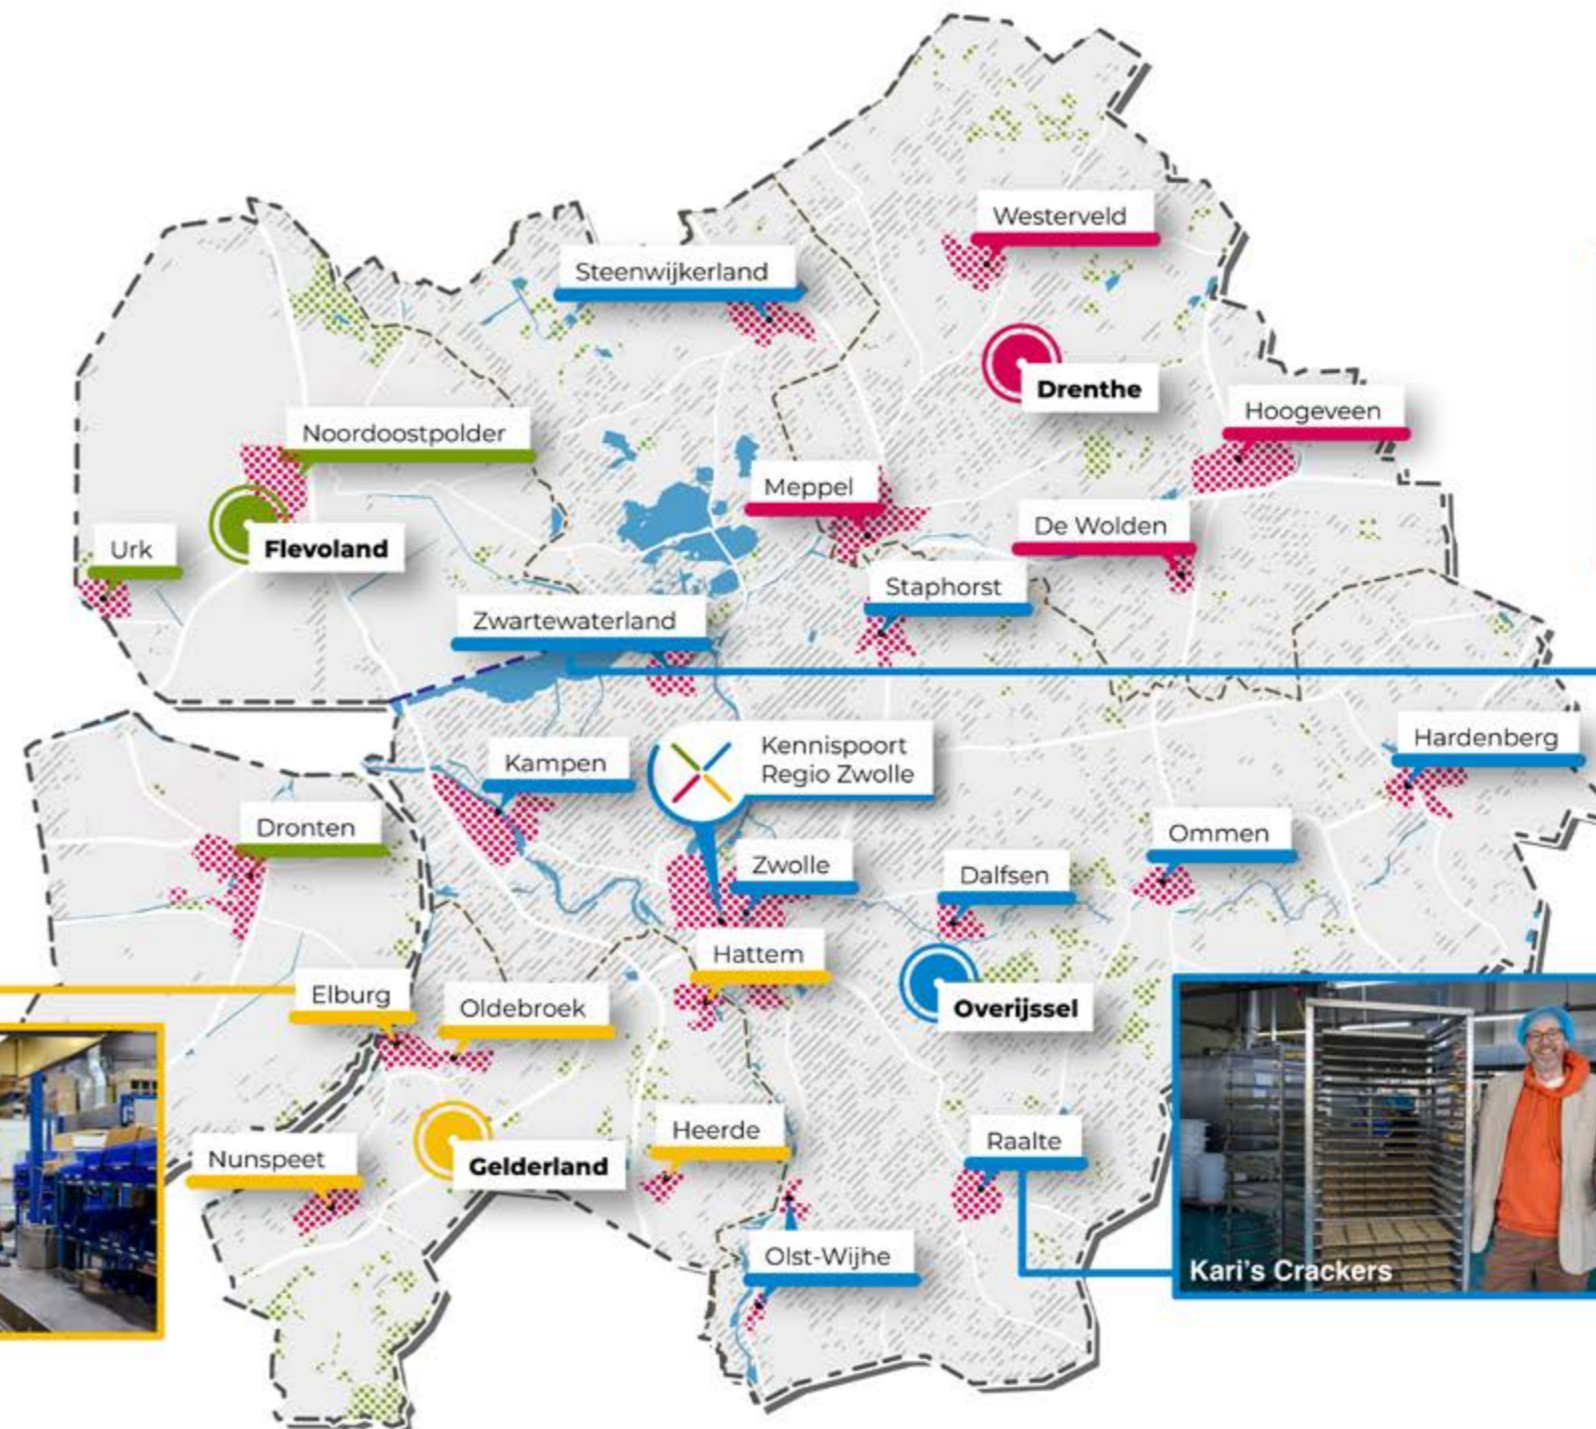 Westerveld
Steenwijkerland
Drenthe
Hoogeveen
Noordoostpolder
Meppel
De Wolden
Urk
Flevoland
Staphorst
Zwartewaterland
Kennispoort
Regio Zwolle
Hardenberg
Kampen
Dronten
Ommen
Zwolle
Dalfsen
Hattem
Elburg
Oldebroek
Overijssel
Heerde
Raalte
Nunspeet
Gelderland
Olst-Wijhe
Kari's Crackers